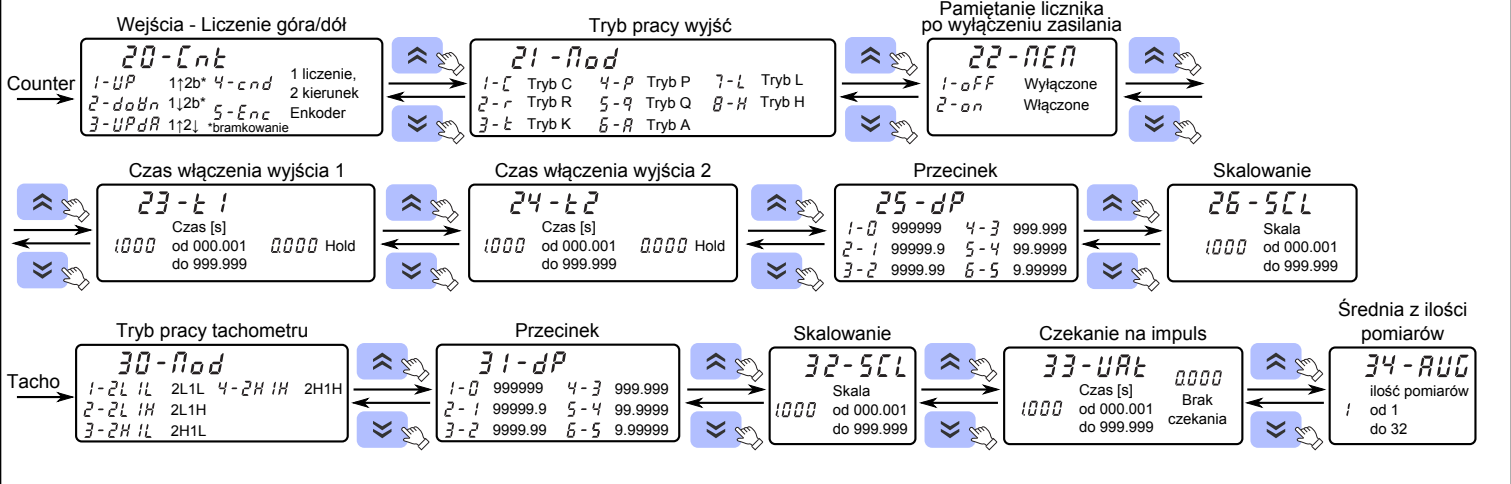 Wejścia - Liczenie góra/dół
Counter
20-Cnt
1-UP 1↑2b* 4-cnd 1 liczenie, 2 kierunek
2-doWn 1↓2b* 5-Enc Enkoder
3-UPdA 1↑2↓ *bramkowanie
Tryb pracy wyjść
21-Mod
1-C Tryb C 4-P Tryb P 7-L Tryb L
2-r Tryb R 5-q Tryb Q 8-H Tryb H
3-t Tryb K 6-A Tryb A
Pamiętanie licznika
po wyłączeniu zasilania
22-MEM
1-oFF Wyłączone
2-on Włączone
Czas włączenia wyjścia 1
23-t1
Czas [s]
1.000 od 000.001 0.000 Hold
do 999.999
Czas włączenia wyjścia 2
24-t2
Czas [s]
1.000 od 000.001 0.000 Hold
do 999.999
Przecinek
25-dP
1-0 999999 4-3 999.999
2-1 99999.9 5-4 99.9999
3-2 9999.99 6-5 9.99999
Skalowanie
26-SCL
Skala
1.000 od 000.001
do 999.999
Tryb pracy tachometru
Tacho
30-Mod
1-2L1L 2L1L 4-2H1H 2H1H
2-2L1H 2L1H
3-2H1L 2H1L
Przecinek
31-dP
1-0 999999 4-3 999.999
2-1 99999.9 5-4 99.9999
3-2 9999.99 6-5 9.99999
Skalowanie
32-SCL
Skala
1.000 od 000.001
do 999.999
Czekanie na impuls
33-UAt
Czas [s] 0.000
1.000 od 000.001 Brak
do 999.999 czekania
Średnia z ilości
pomiarów
34-AUG
ilość pomiarów
1 od 1
do 32